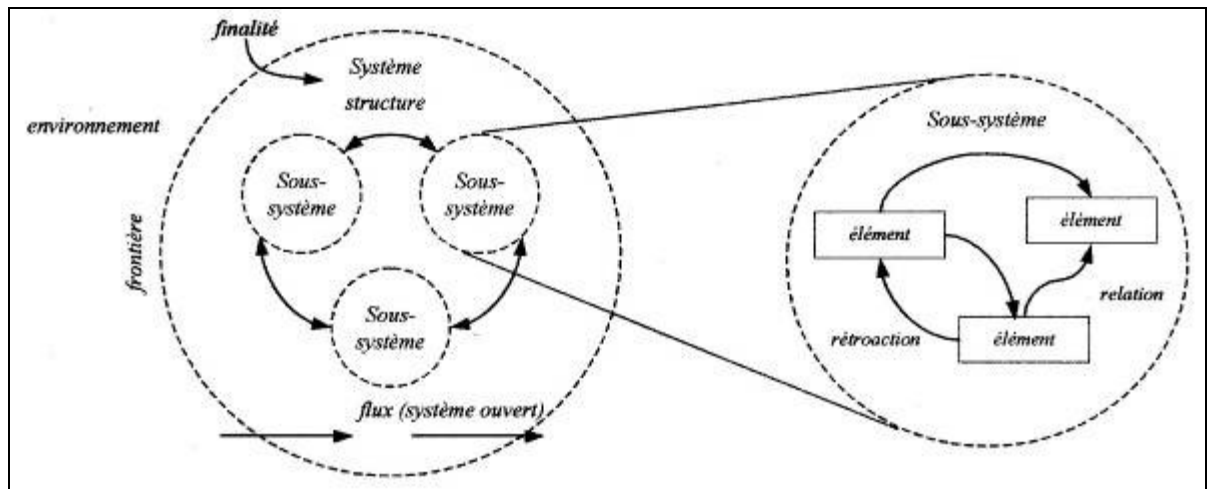 finalité
Système
structure
environnement
frontière
Sous-
système
Sous-
système
Sous-
système
flux (système ouvert)
Sous-système
élément
élément
relation
rétroaction
élément